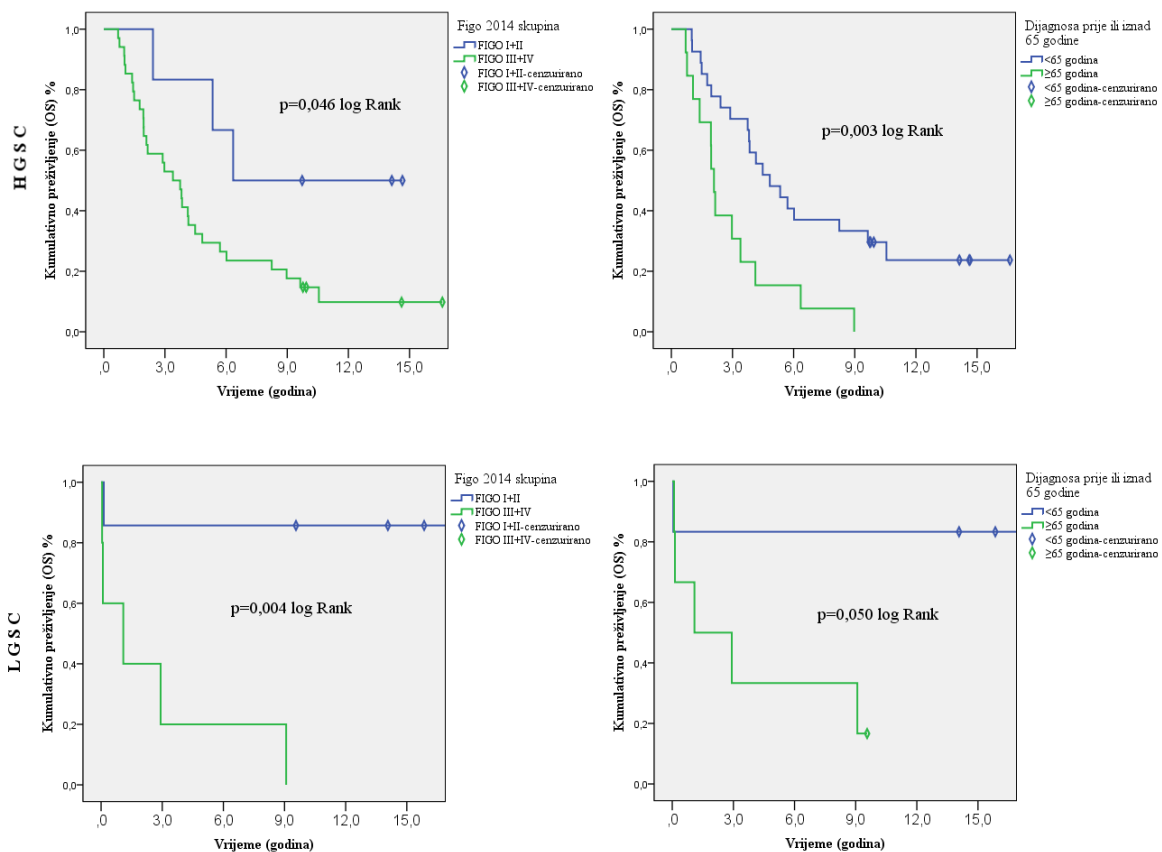 H G S C
Kumulativno preživljenje (OS) %
1,0
0,8
0,6
0,4
0,2
0,0
p=0,046 log Rank
,0 3,0 6,0 9,0 12,0 15,0
Vrijeme (godina)
Figo 2014 skupina
FIGO I+II
FIGO III+IV
FIGO I+II-cenzurirano
FIGO III+IV-cenzurirano
Kumulativno preživljenje (OS) %
1,0
0,8
0,6
0,4
0,2
0,0
p=0,003 log Rank
,0 3,0 6,0 9,0 12,0 15,0
Vrijeme (godina)
Dijagnosa prije ili iznad
65 godine
<65 godina
≥65 godina
<65 godina-cenzurirano
≥65 godina-cenzurirano
L G S C
Kumulativno preživljenje (OS) %
1,0
0,8
0,6
0,4
0,2
0,0
p=0,004 log Rank
,0 3,0 6,0 9,0 12,0 15,0
Vrijeme (godina)
Figo 2014 skupina
FIGO I+II
FIGO III+IV
FIGO I+II-cenzurirano
FIGO III+IV-cenzurirano
Kumulativno preživljenje (OS) %
1,0
0,8
0,6
0,4
0,2
0,0
p=0,050 log Rank
,0 3,0 6,0 9,0 12,0 15,0
Vrijeme (godina)
Dijagnosa prije ili iznad
65 godine
<65 godina
≥65 godina
<65 godina-cenzurirano
≥65 godina-cenzurirano